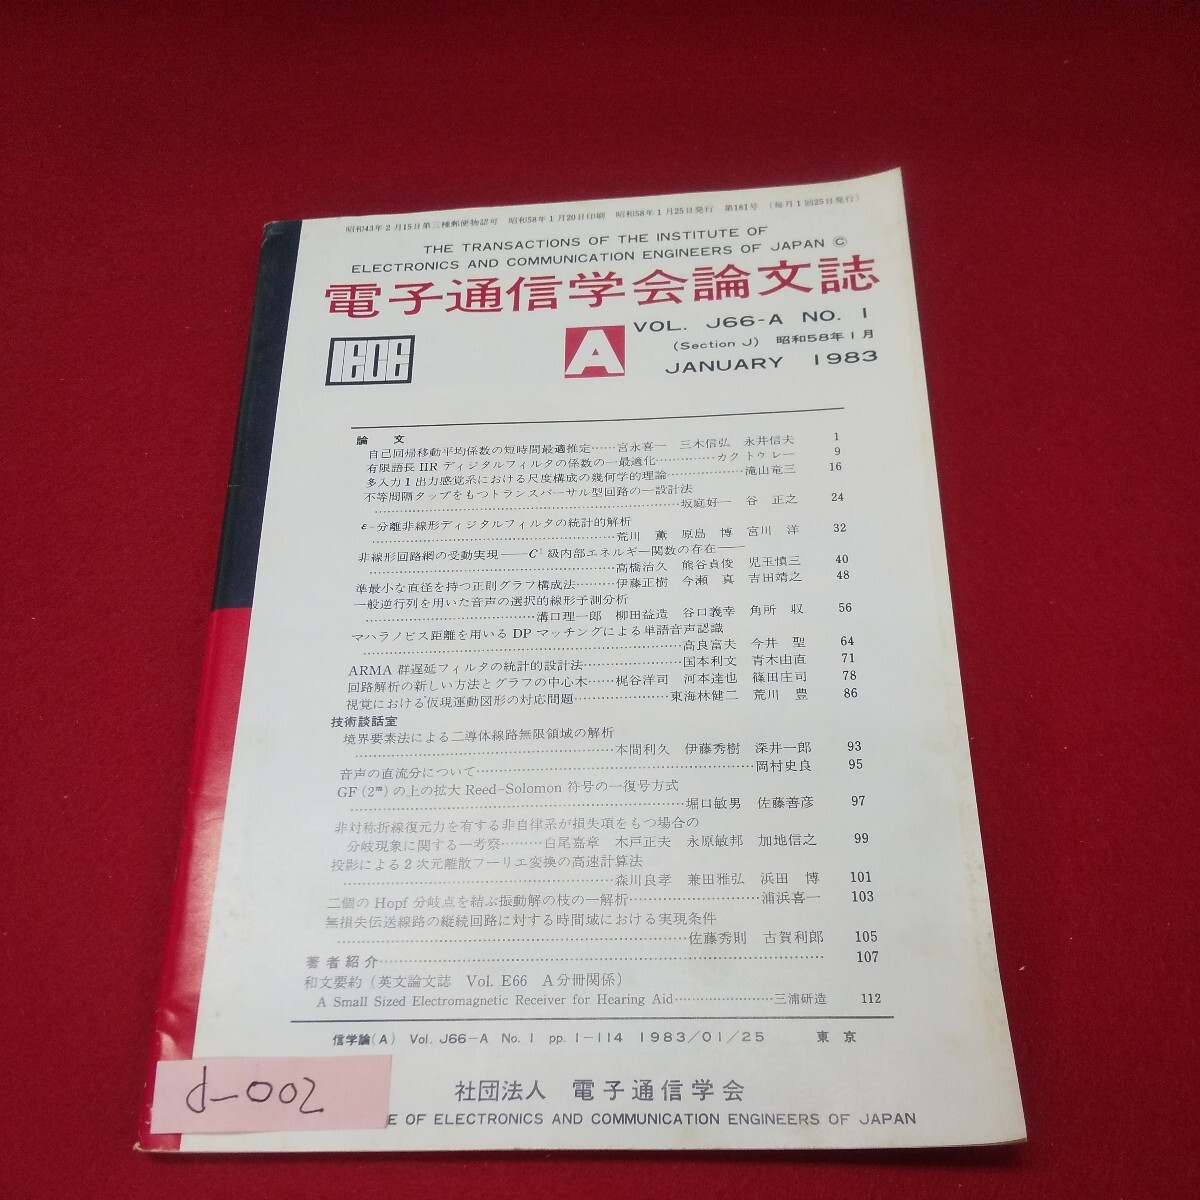 昭和43年2月15日第三種郵便物認可 昭和58年1月20日印刷 昭和58年1月25日発行 第181号 (毎月1回25日発行)
THE TRANSACTIONS OF THE INSTITUTE OF
ELECTRONICS AND COMMUNICATION ENGINEERS OF JAPAN ©
電子通信学会論文誌
IECE
A
VOL. J66-A NO. 1
(Section J) 昭和58年1月
JANUARY 1983
論文
自己回帰移動平均係数の短時間最適推定……宮永喜一 三木信弘 永井信夫 1
有限語長 IIR ディジタルフィルタの係数の一最適化……………カク トゥ レー 9
多入力1出力感覚系における尺度構成の幾何学的理論………………滝山竜三 16
不等間隔タップをもつトランスバーサル型回路の一設計法
……………坂庭好一 谷 正之 24
ε-分離非線形ディジタルフィルタの統計的解析
……………荒川 薫 原島 博 宮川 洋 32
非線形回路網の受動実現――C¹級内部エネルギー関数の存在――
……………高橋治久 熊谷貞俊 児玉慎三 40
準最小な直径を持つ正則グラフ構成法………伊藤正樹 今瀬 真 吉田靖之 48
一般逆行列を用いた音声の選択的線形予測分析
……………溝口理一郎 柳田益造 谷口義幸 角所 収 56
マハラノビス距離を用いる DP マッチングによる単語音声認識
……………高良富夫 今井 聖 64
ARMA 群遅延フィルタの統計的設計法…………………国本利文 青木由直 71
回路解析の新しい方法とグラフの中心木……梶谷洋司 河本達也 篠田庄司 78
視覚における仮現運動図形の対応問題………………東海林健二 荒川 豊 86
技術談話室
境界要素法による二導体線路無限領域の解析
……………本間利久 伊藤秀樹 深井一郎 93
音声の直流分について……………岡村史良 95
GF(2ᵐ)の上の拡大 Reed-Solomon 符号の一復号方式
……………堀口敏男 佐藤善彦 97
非対称折線復元力を有する非自律系が損失項をもつ場合の
分岐現象に関する一考察………白尾嘉章 木戸正夫 永原敏邦 加地信之 99
投影による2次元離散フーリエ変換の高速計算法
……………森川良孝 兼田雅弘 浜田 博 101
二個の Hopf 分岐点を結ぶ振動解の枝の一解析……………浦浜喜一 103
無損失伝送線路の縦続回路に対する時間域における実現条件
……………佐藤秀則 古賀利郎 105
著者紹介……………107
和文要約(英文論文誌 Vol. E66 A分冊関係)
A Small Sized Electromagnetic Receiver for Hearing Aid……………三浦研造 112
信学論(A) Vol. J66-A No. 1 pp. 1-114 1983/01/25 東京
社団法人 電子通信学会
E OF ELECTRONICS AND COMMUNICATION ENGINEERS OF JAPAN
d-002